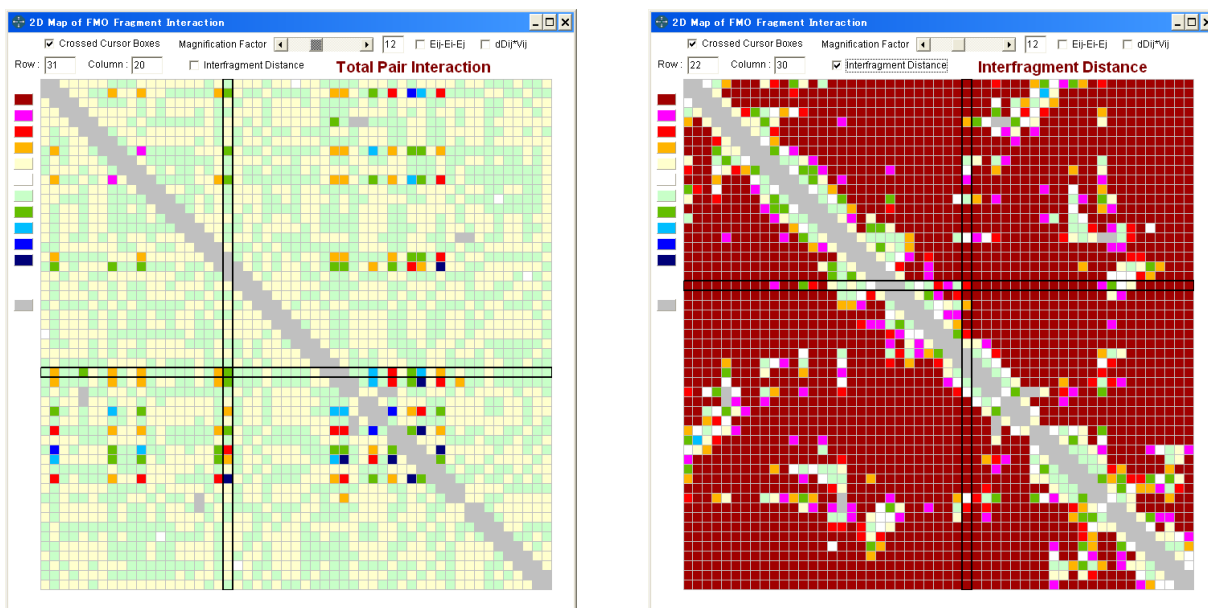 2D Map of FMO Fragment Interaction
Crossed Cursor Boxes Magnification Factor 12 Eij-Ei-Ej dDij*Vij
Row : 31 Column : 20 Interfragment Distance Total Pair Interaction
2D Map of FMO Fragment Interaction
Crossed Cursor Boxes Magnification Factor 12 Eij-Ei-Ej dDij*Vij
Row : 22 Column : 30 Interfragment Distance Interfragment Distance